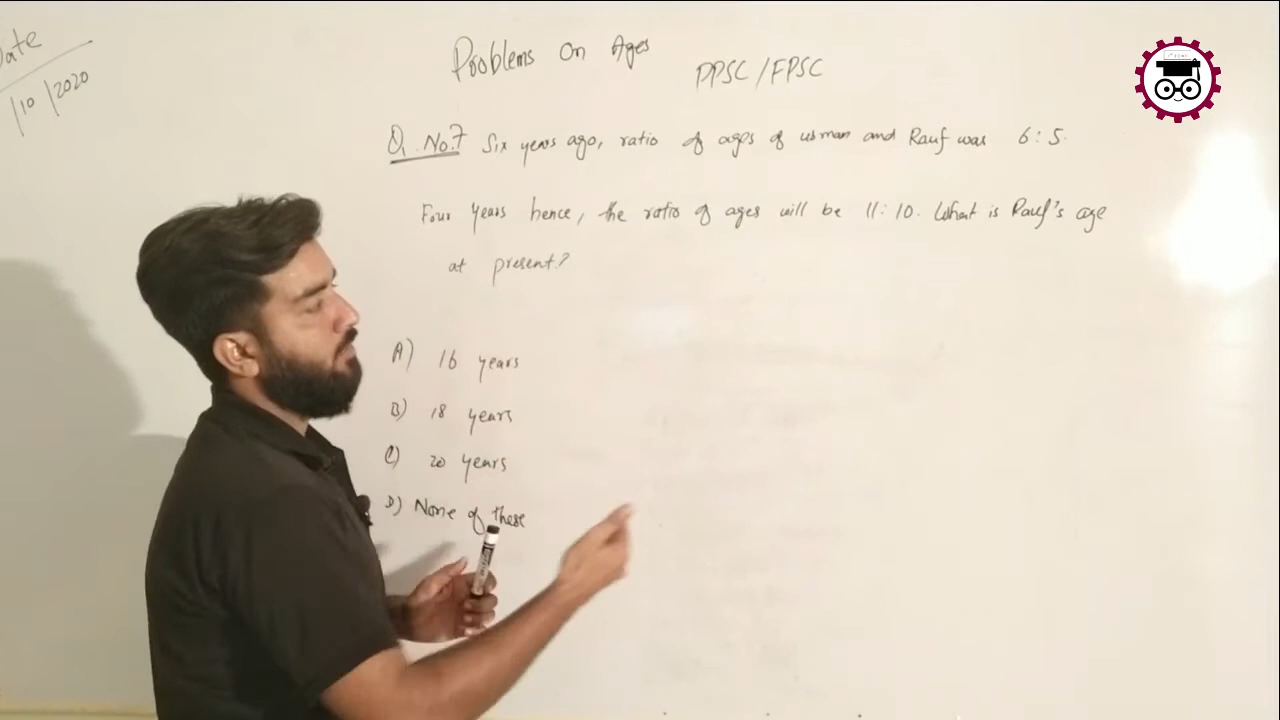 Date
/10/2020
Problems on Ages
PPSC/FPSC
Q. No.7 Six years ago, ratio of ages of usman and Rauf was 6:5.
Four years hence, the ratio of ages will be 11:10. What is Rauf's age
at present?
A) 16 years
B) 18 years
C) 20 years
D) None of these